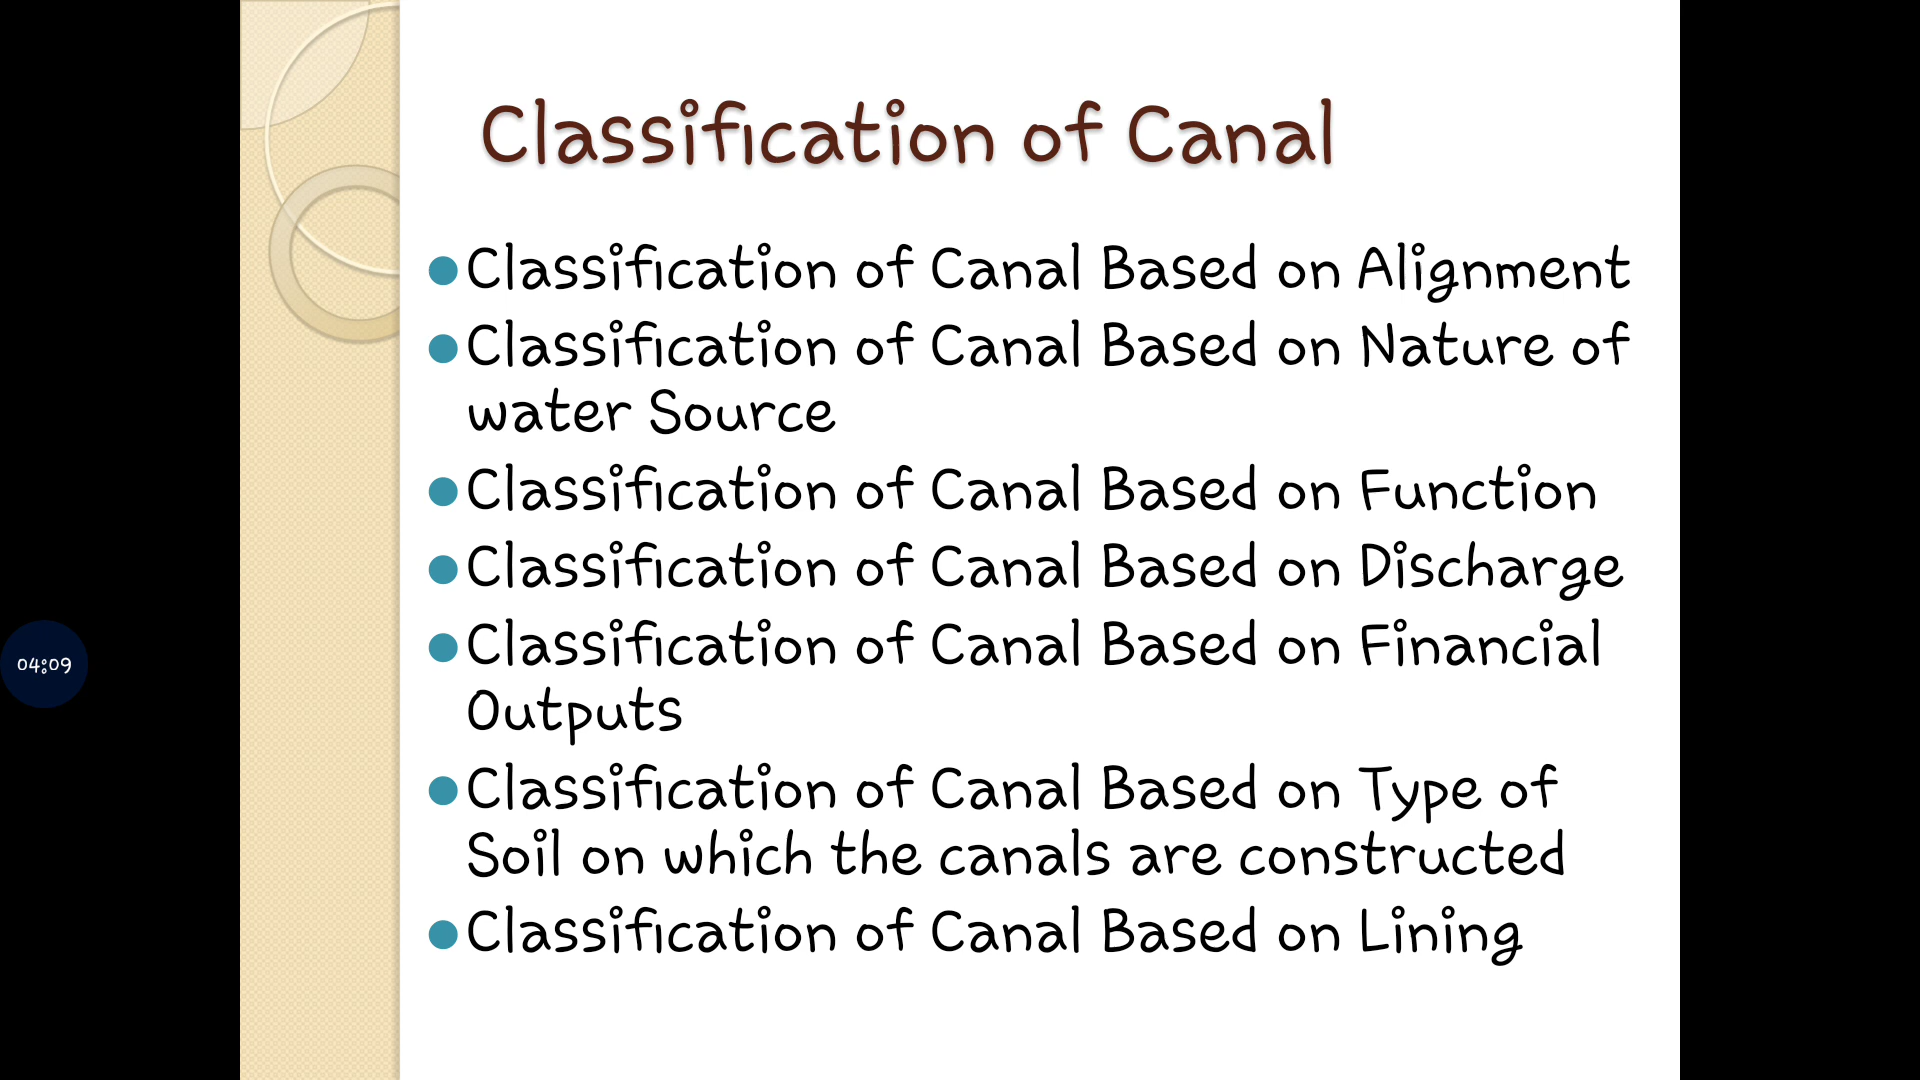 Classification of Canal
Classification of Canal Based on Alignment
Classification of Canal Based on Nature of
water Source
Classification of Canal Based on Function
Classification of Canal Based on Discharge
Classification of Canal Based on Financial
Outputs
Classification of Canal Based on Type of
Soil on which the canals are constructed
Classification of Canal Based on Lining
04:09